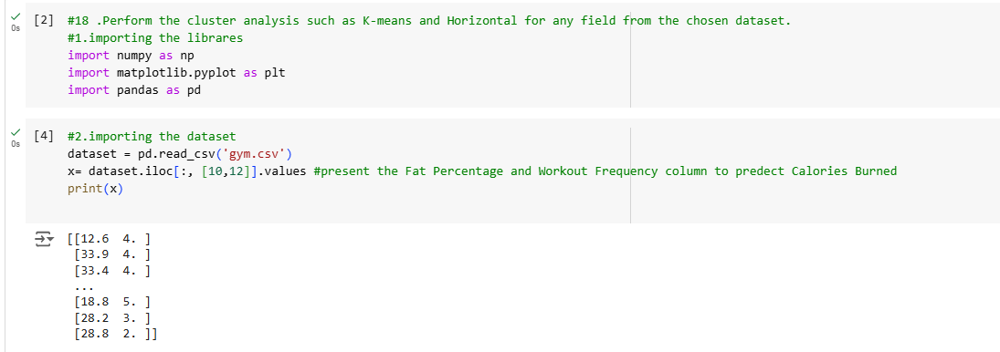 [2] #18 .Perform the cluster analysis such as K-means and Horizontal for any field from the chosen dataset.
0s
#1.importing the librares
import numpy as np
import matplotlib.pyplot as plt
import pandas as pd
[4] #2.importing the dataset
0s
dataset = pd.read_csv('gym.csv')
x= dataset.iloc[:, [10,12]].values #present the Fat Percentage and Workout Frequency column to predect Calories Burned
print(x)
[[12.6  4. ]
 [33.9  4. ]
 [33.4  4. ]
 ...
 [18.8  5. ]
 [28.2  3. ]
 [28.8  2. ]]